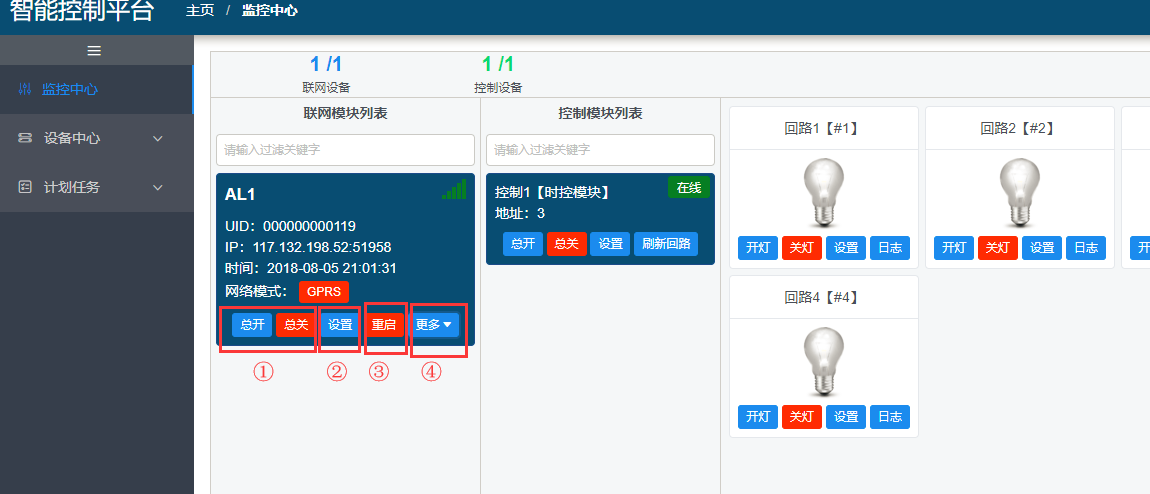 智能控制平台
主页 / 监控中心
监控中心
设备中心
计划任务
1 /1
联网设备
1 /1
控制设备
联网模块列表
请输入过滤关键字
AL1
UID：000000000119
IP：117.132.198.52:51958
时间：2018-08-05 21:01:31
网络模式： GPRS
总开 总关 设置 重启 更多
① ② ③ ④
控制模块列表
请输入过滤关键字
控制1【时控模块】 在线
地址：3
总开 总关 设置 刷新回路
回路1【#1】
开灯 关灯 设置 日志
回路2【#2】
开灯 关灯 设置 日志
回路4【#4】
开灯 关灯 设置 日志